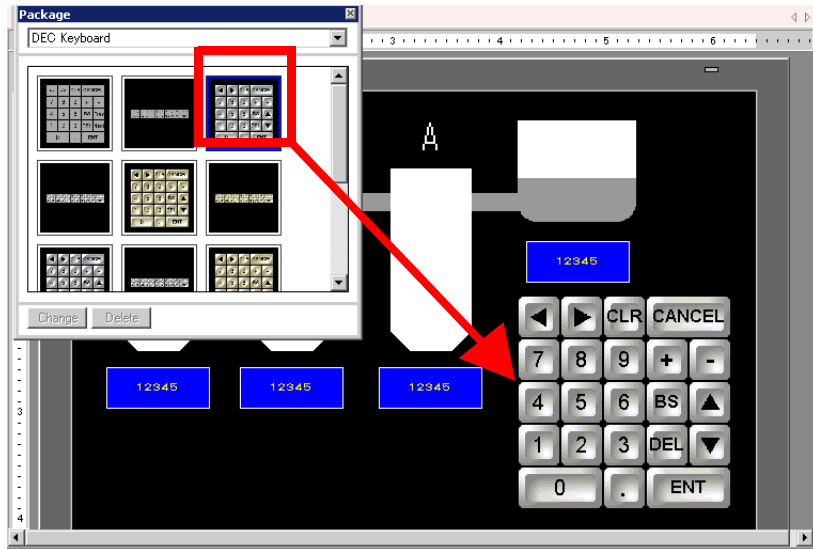 Package
DEC Keyboard
3 4 5 6
A
12345
CLR CANCEL
7 8 9 + -
4 5 6 BS
1 2 3 DEL
0 . ENT
Change Delete
12345 12345 12345
3
4